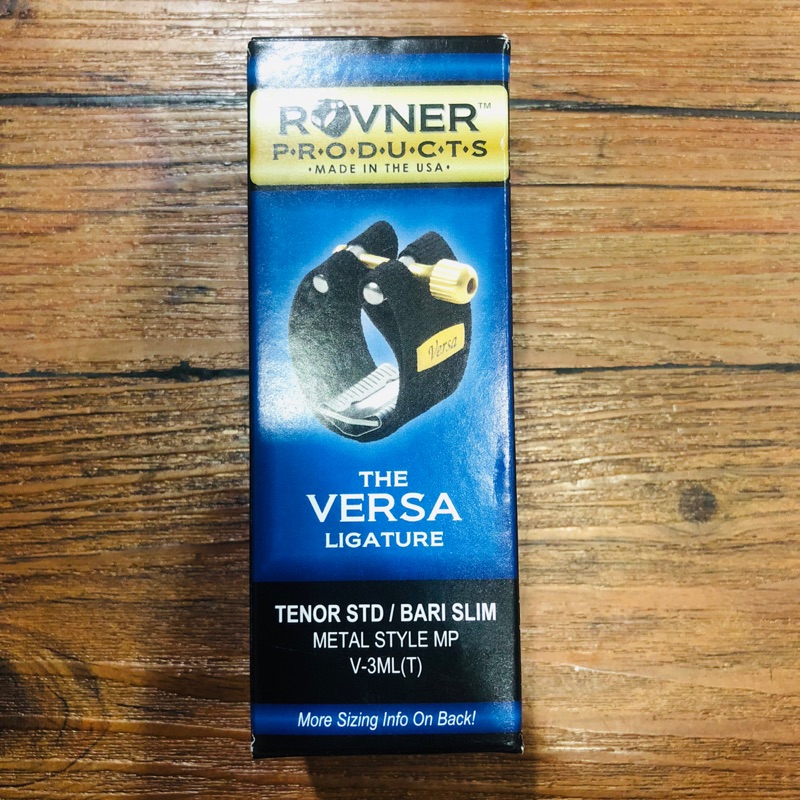 ROVNER™
P•R•O•D•U•C•T•S
•MADE IN THE USA•
Versa
THE
VERSA
LIGATURE
TENOR STD / BARI SLIM
METAL STYLE MP
V-3ML(T)
More Sizing Info On Back!